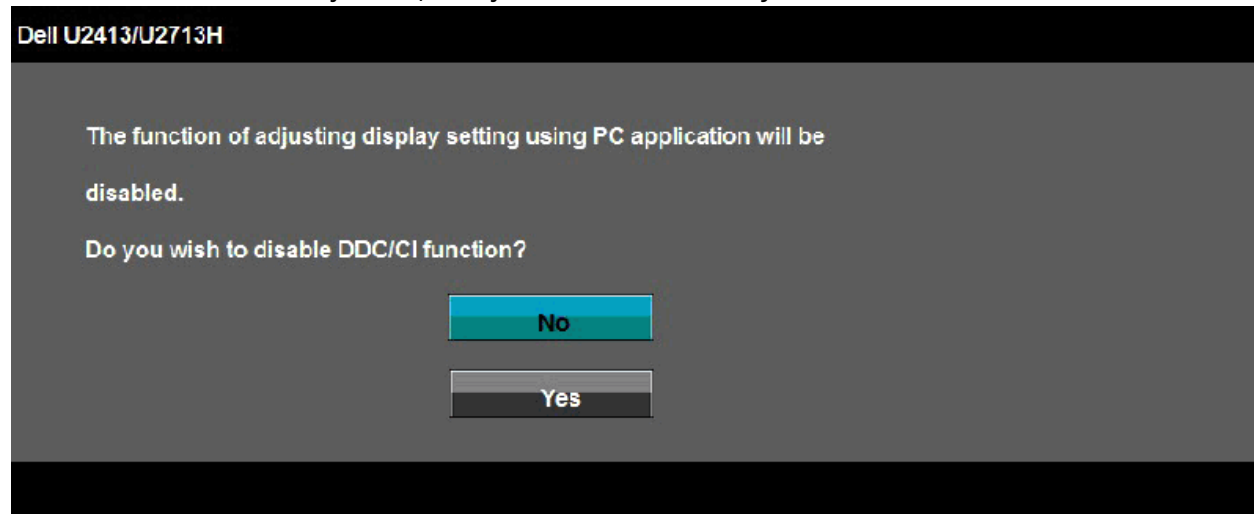 Dell U2413/U2713H
The function of adjusting display setting using PC application will be
disabled.
Do you wish to disable DDC/CI function?
No
Yes